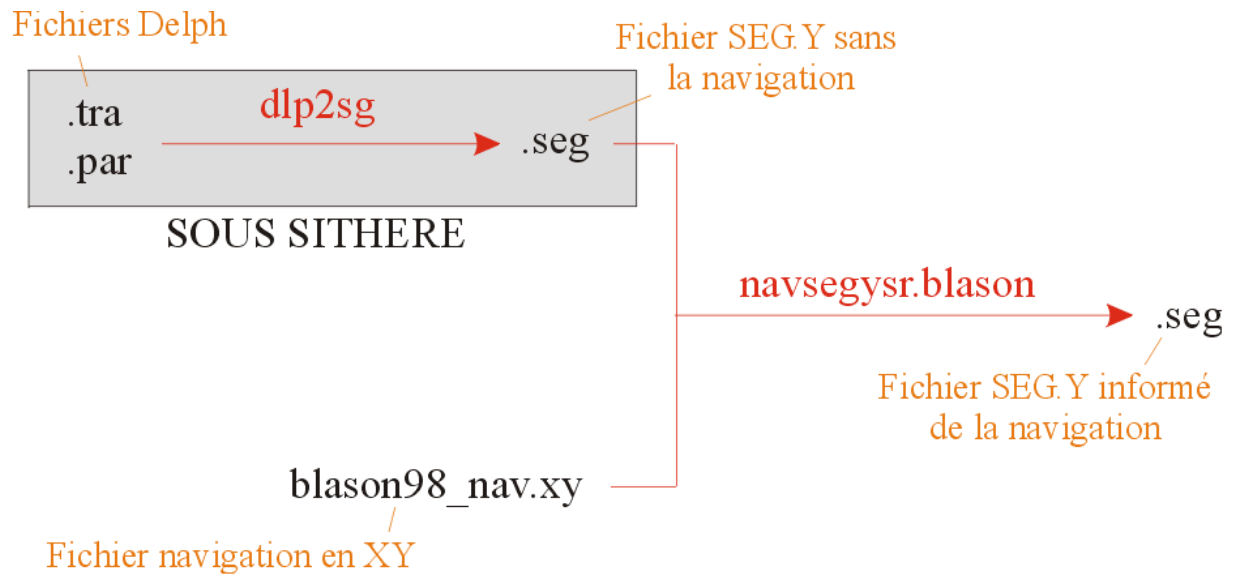 Fichiers Delph
Fichier SEG.Y sans
la navigation
.tra
.par
dlp2sg
.seg
SOUS SITHERE
navsegysr.blason
.seg
Fichier SEG.Y informé
de la navigation
blason98_nav.xy
Fichier navigation en XY